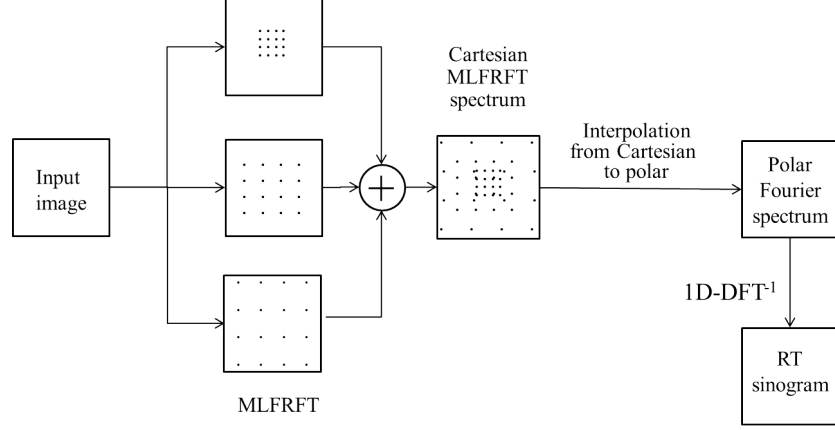 Input
image
MLFRFT
Cartesian
MLFRFT
spectrum
Interpolation
from Cartesian
to polar
Polar
Fourier
spectrum
1D-DFT⁻¹
RT
sinogram